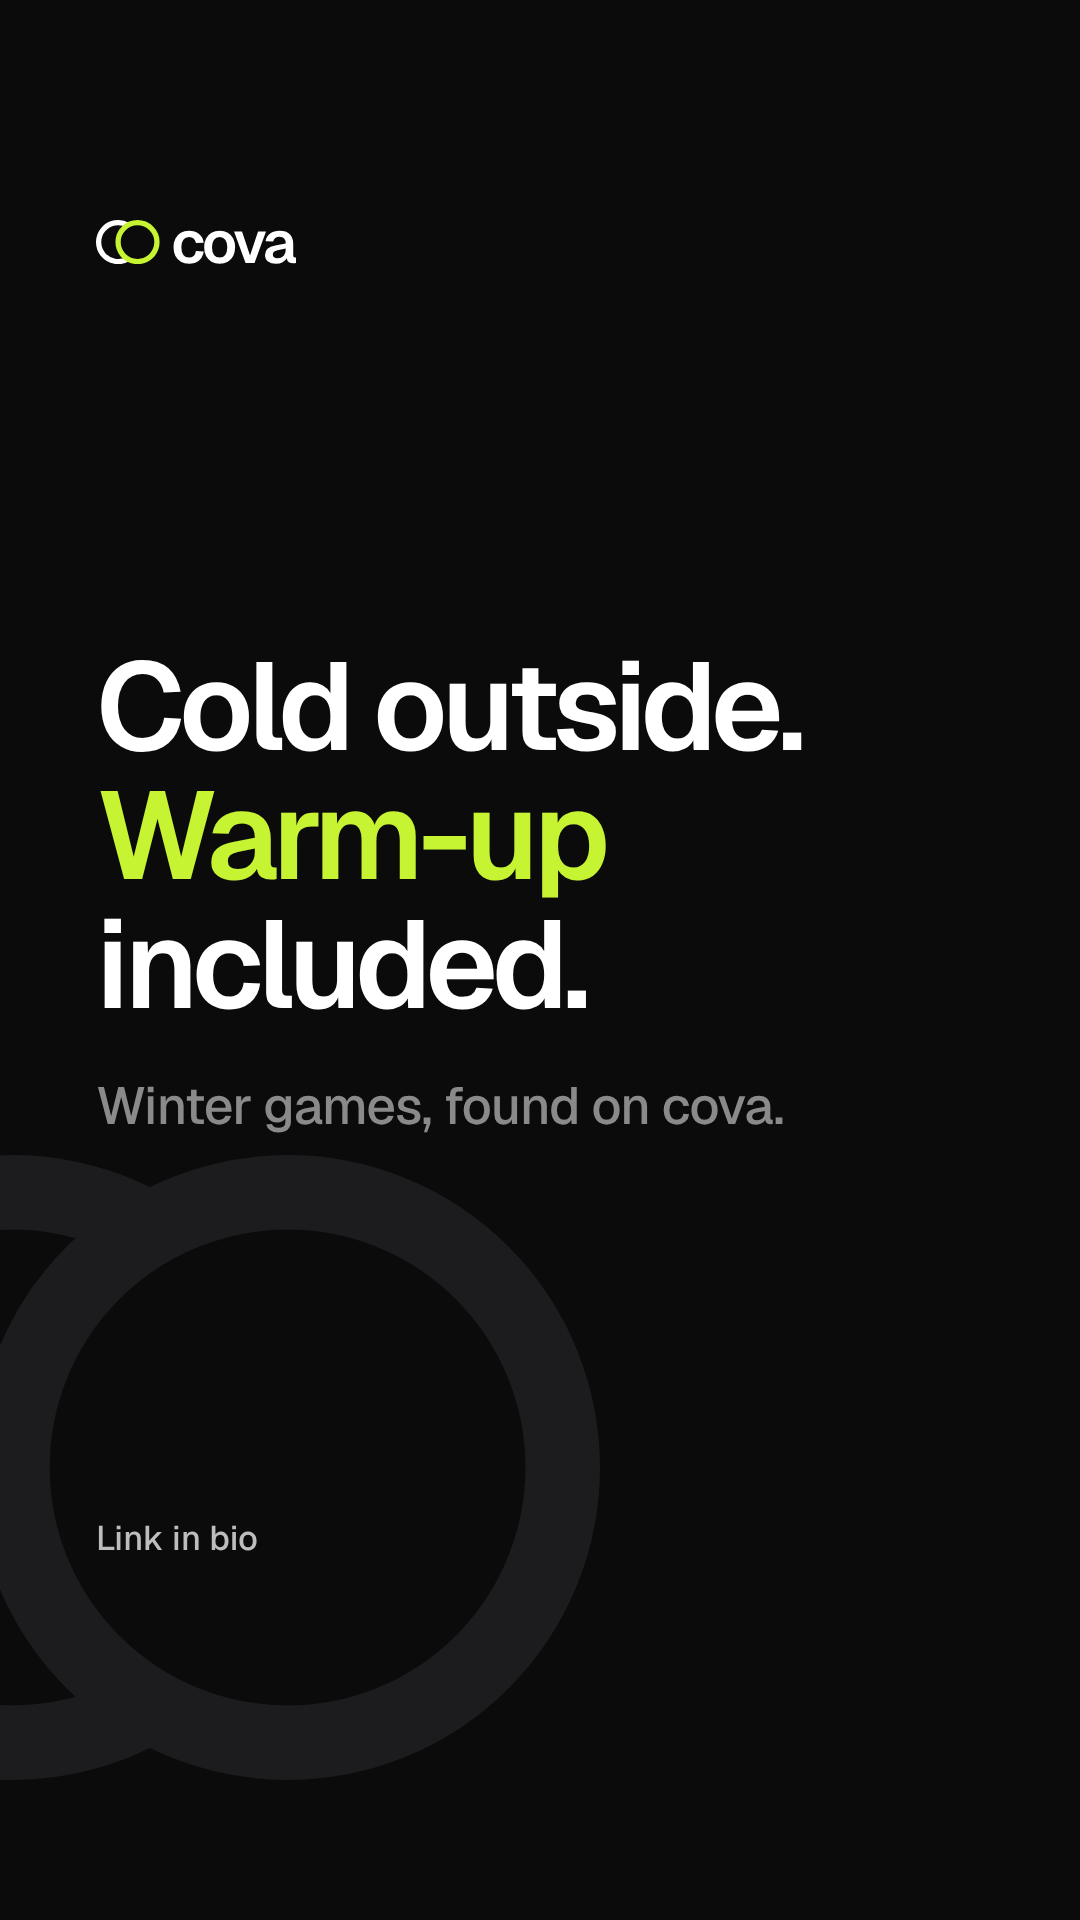 cova
Cold outside.
Warm-up
included.
Winter games, found on cova.
Link in bio